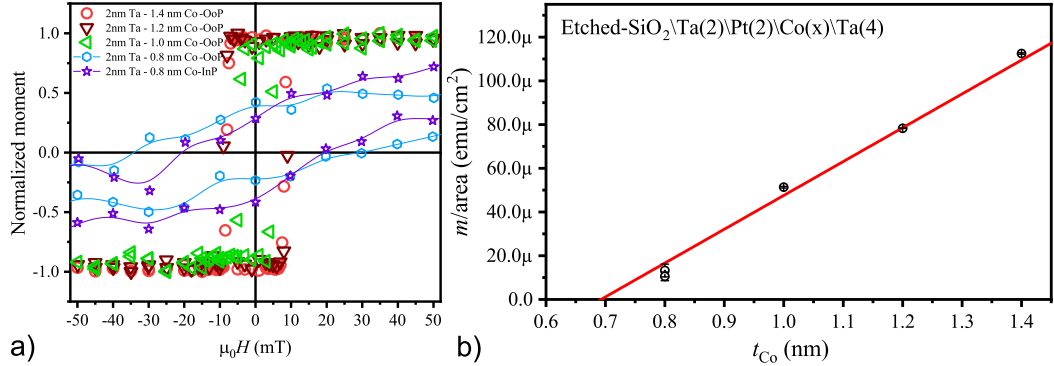 2nm Ta - 1.4 nm Co-OoP
2nm Ta - 1.2 nm Co-OoP
2nm Ta - 1.0 nm Co-OoP
2nm Ta - 0.8 nm Co-OoP
2nm Ta - 0.8 nm Co-InP
Normalized moment
1.0
0.5
0.0
-0.5
-1.0
-50 -40 -30 -20 -10 0 10 20 30 40 50
μ₀H (mT)
a)
Etched-SiO₂\Ta(2)\Pt(2)\Co(x)\Ta(4)
m/area (emu/cm²)
120.0μ
100.0μ
80.0μ
60.0μ
40.0μ
20.0μ
0.0
0.6 0.7 0.8 0.9 1.0 1.1 1.2 1.3 1.4
t_Co (nm)
b)